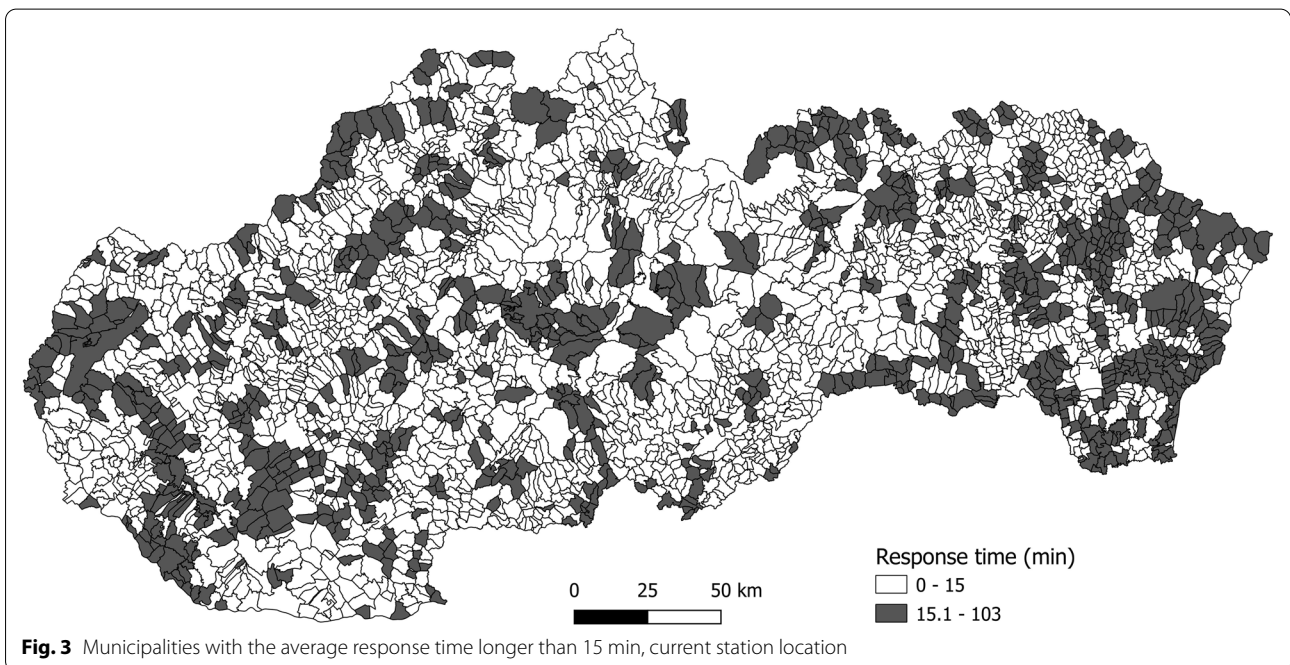 Response time (min)
0 - 15
15.1 - 103
0 25 50 km
Fig. 3 Municipalities with the average response time longer than 15 min, current station location